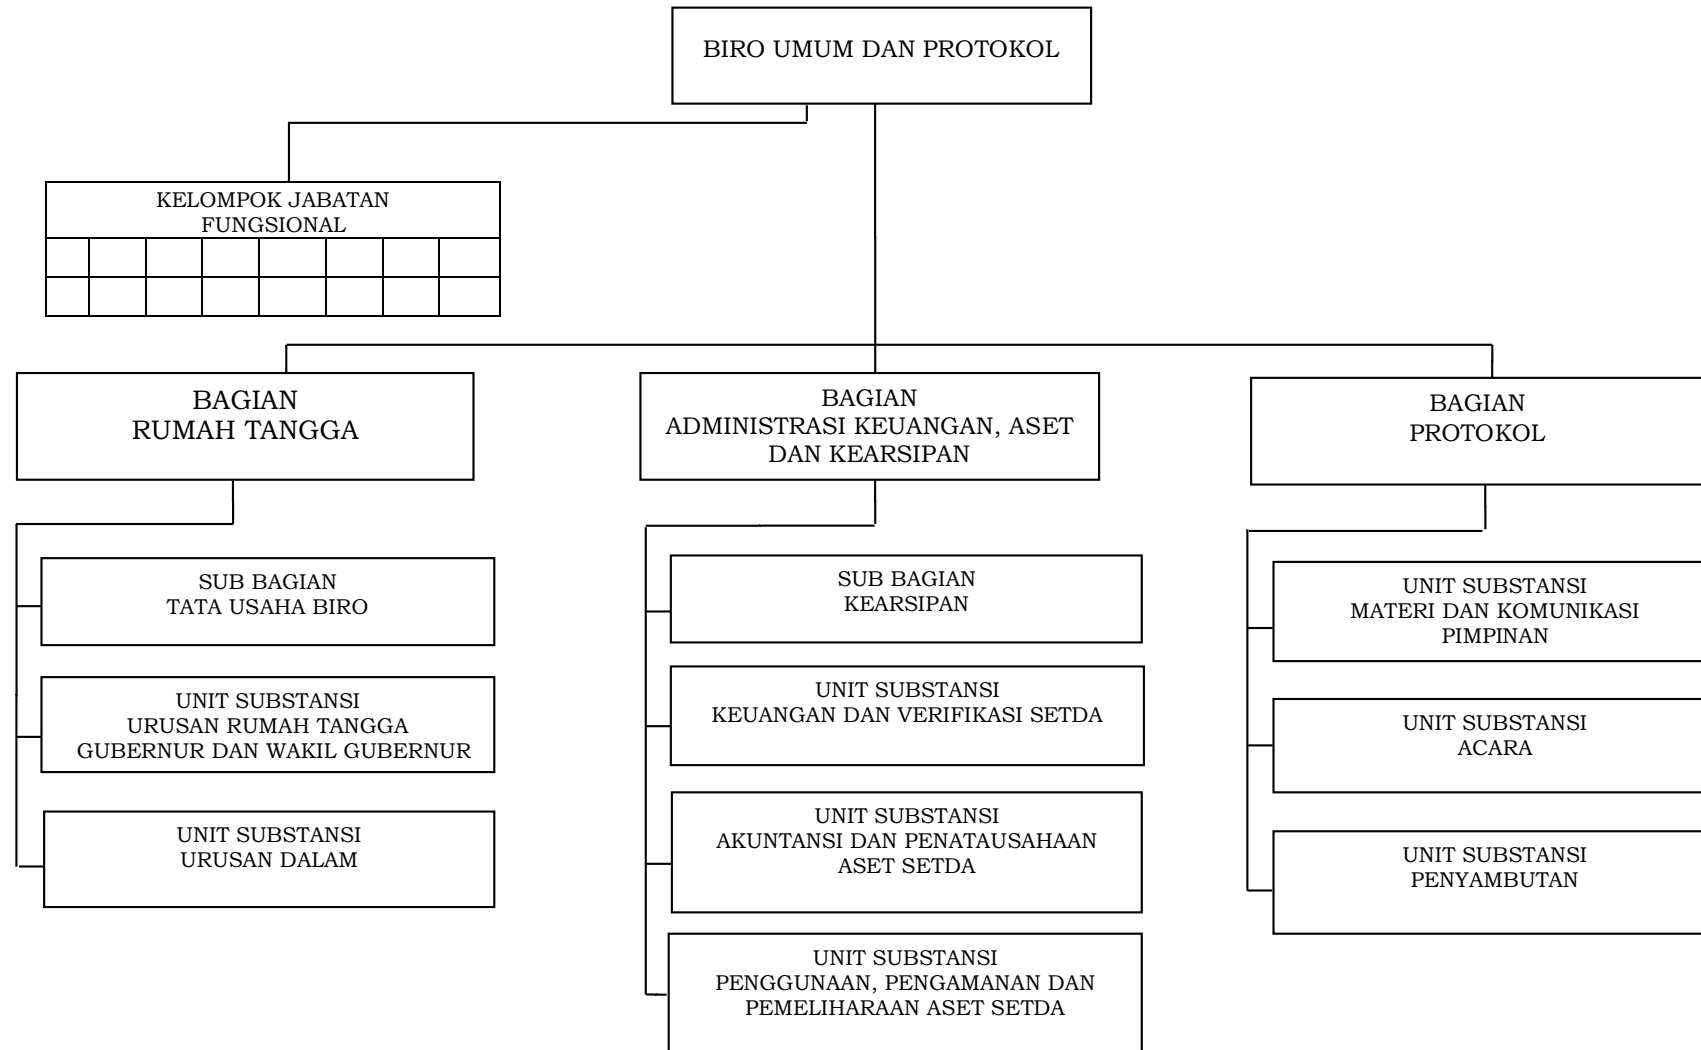 BIRO UMUM DAN PROTOKOL
KELOMPOK JABATAN
FUNGSIONAL
BAGIAN
RUMAH TANGGA
BAGIAN
ADMINISTRASI KEUANGAN, ASET
DAN KEARSIPAN
BAGIAN
PROTOKOL
SUB BAGIAN
TATA USAHA BIRO
UNIT SUBSTANSI
URUSAN RUMAH TANGGA
GUBERNUR DAN WAKIL GUBERNUR
UNIT SUBSTANSI
URUSAN DALAM
SUB BAGIAN
KEARSIPAN
UNIT SUBSTANSI
KEUANGAN DAN VERIFIKASI SETDA
UNIT SUBSTANSI
AKUNTANSI DAN PENATAUSAHAAN
ASET SETDA
UNIT SUBSTANSI
PENGGUNAAN, PENGAMANAN DAN
PEMELIHARAAN ASET SETDA
UNIT SUBSTANSI
MATERI DAN KOMUNIKASI
PIMPINAN
UNIT SUBSTANSI
ACARA
UNIT SUBSTANSI
PENYAMBUTAN